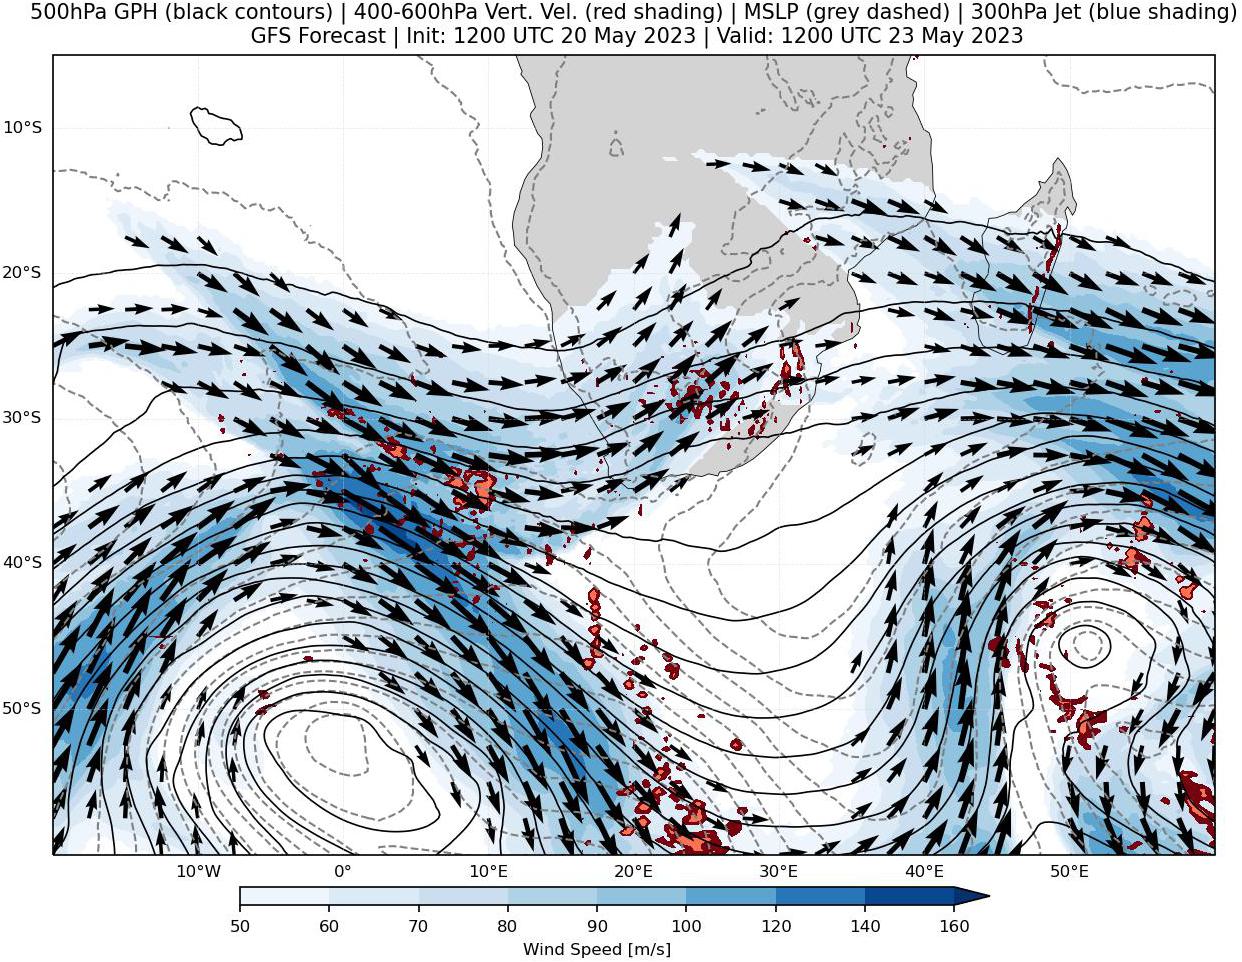 500hPa GPH (black contours) | 400-600hPa Vert. Vel. (red shading) | MSLP (grey dashed) | 300hPa Jet (blue shading)
GFS Forecast | Init: 1200 UTC 20 May 2023 | Valid: 1200 UTC 23 May 2023
10°S
20°S
30°S
40°S
50°S
10°W 0° 10°E 20°E 30°E 40°E 50°E
50 60 70 80 90 100 120 140 160
Wind Speed [m/s]